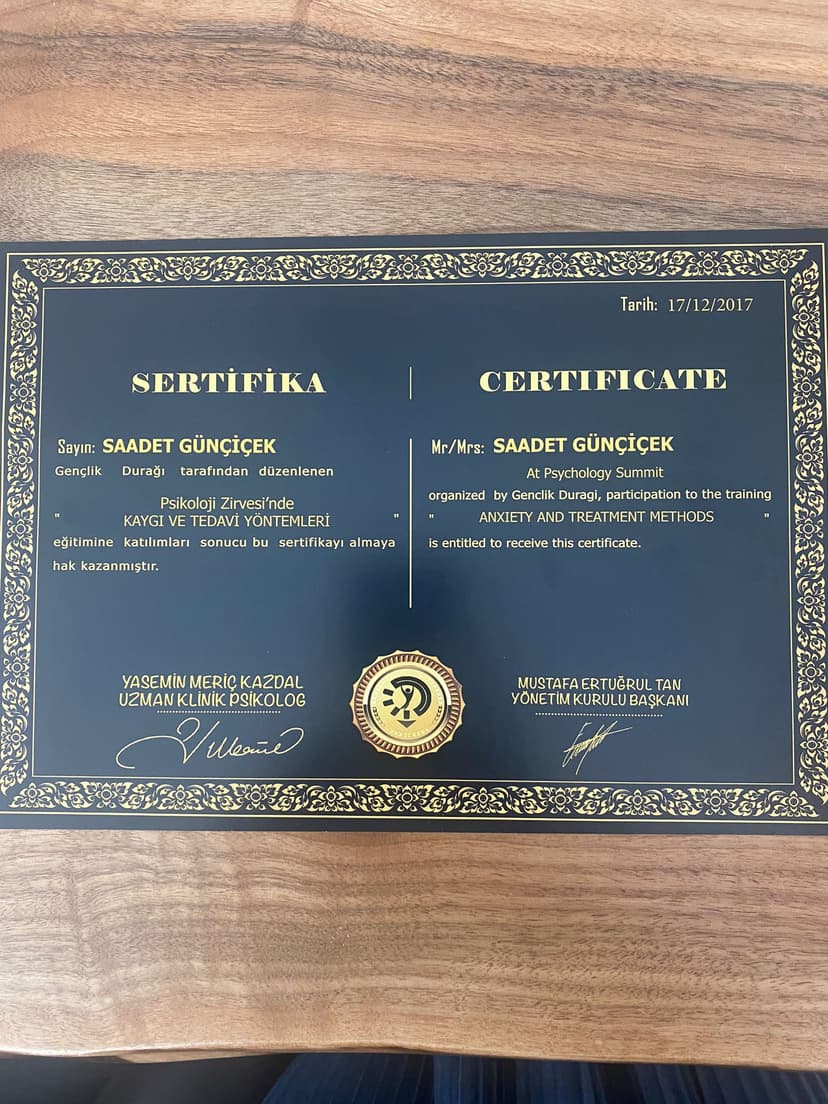 Tarih: 17/12/2017
SERTİFİKA
Sayın: SAADET GÜNÇİÇEK
Gençlik Durağı tarafından düzenlenen
Psikoloji Zirvesi'nde
" KAYGI VE TEDAVİ YÖNTEMLERİ "
eğitimine katılımları sonucu bu sertifikayı almaya
hak kazanmıştır.
YASEMİN MERİÇ KAZDAL
UZMAN KLİNİK PSİKOLOG
CERTIFICATE
Mr/Mrs: SAADET GÜNÇİÇEK
At Psychology Summit
organized by Genclik Duragi, participation to the training
" ANXIETY AND TREATMENT METHODS "
is entitled to receive this certificate.
MUSTAFA ERTUĞRUL TAN
YÖNETİM KURULU BAŞKANI